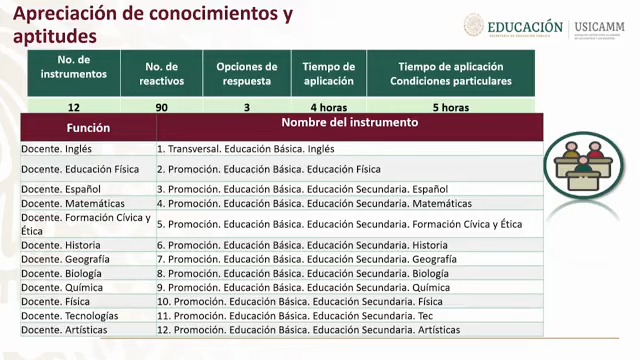 Apreciación de conocimientos y
aptitudes
EDUCACIÓN
SECRETARÍA DE EDUCACIÓN PÚBLICA
USICAMM
No. de instrumentos
No. de reactivos
Opciones de respuesta
Tiempo de aplicación
Tiempo de aplicación Condiciones particulares
12
90
3
4 horas
5 horas
Función
Nombre del instrumento
Docente. Inglés
1. Transversal. Educación Básica. Inglés
Docente. Educación Física
2. Promoción. Educación Básica. Educación Física
Docente. Español
3. Promoción. Educación Básica. Educación Secundaria. Español
Docente. Matemáticas
4. Promoción. Educación Básica. Educación Secundaria. Matemáticas
Docente. Formación Cívica y Ética
5. Promoción. Educación Básica. Educación Secundaria. Formación Cívica y Ética
Docente. Historia
6. Promoción. Educación Básica. Educación Secundaria. Historia
Docente. Geografía
7. Promoción. Educación Básica. Educación Secundaria. Geografía
Docente. Biología
8. Promoción. Educación Básica. Educación Secundaria. Biología
Docente. Química
9. Promoción. Educación Básica. Educación Secundaria. Química
Docente. Física
10. Promoción. Educación Básica. Educación Secundaria. Física
Docente. Tecnologías
11. Promoción. Educación Básica. Educación Secundaria. Tec
Docente. Artísticas
12. Promoción. Educación Básica. Educación Secundaria. Artísticas